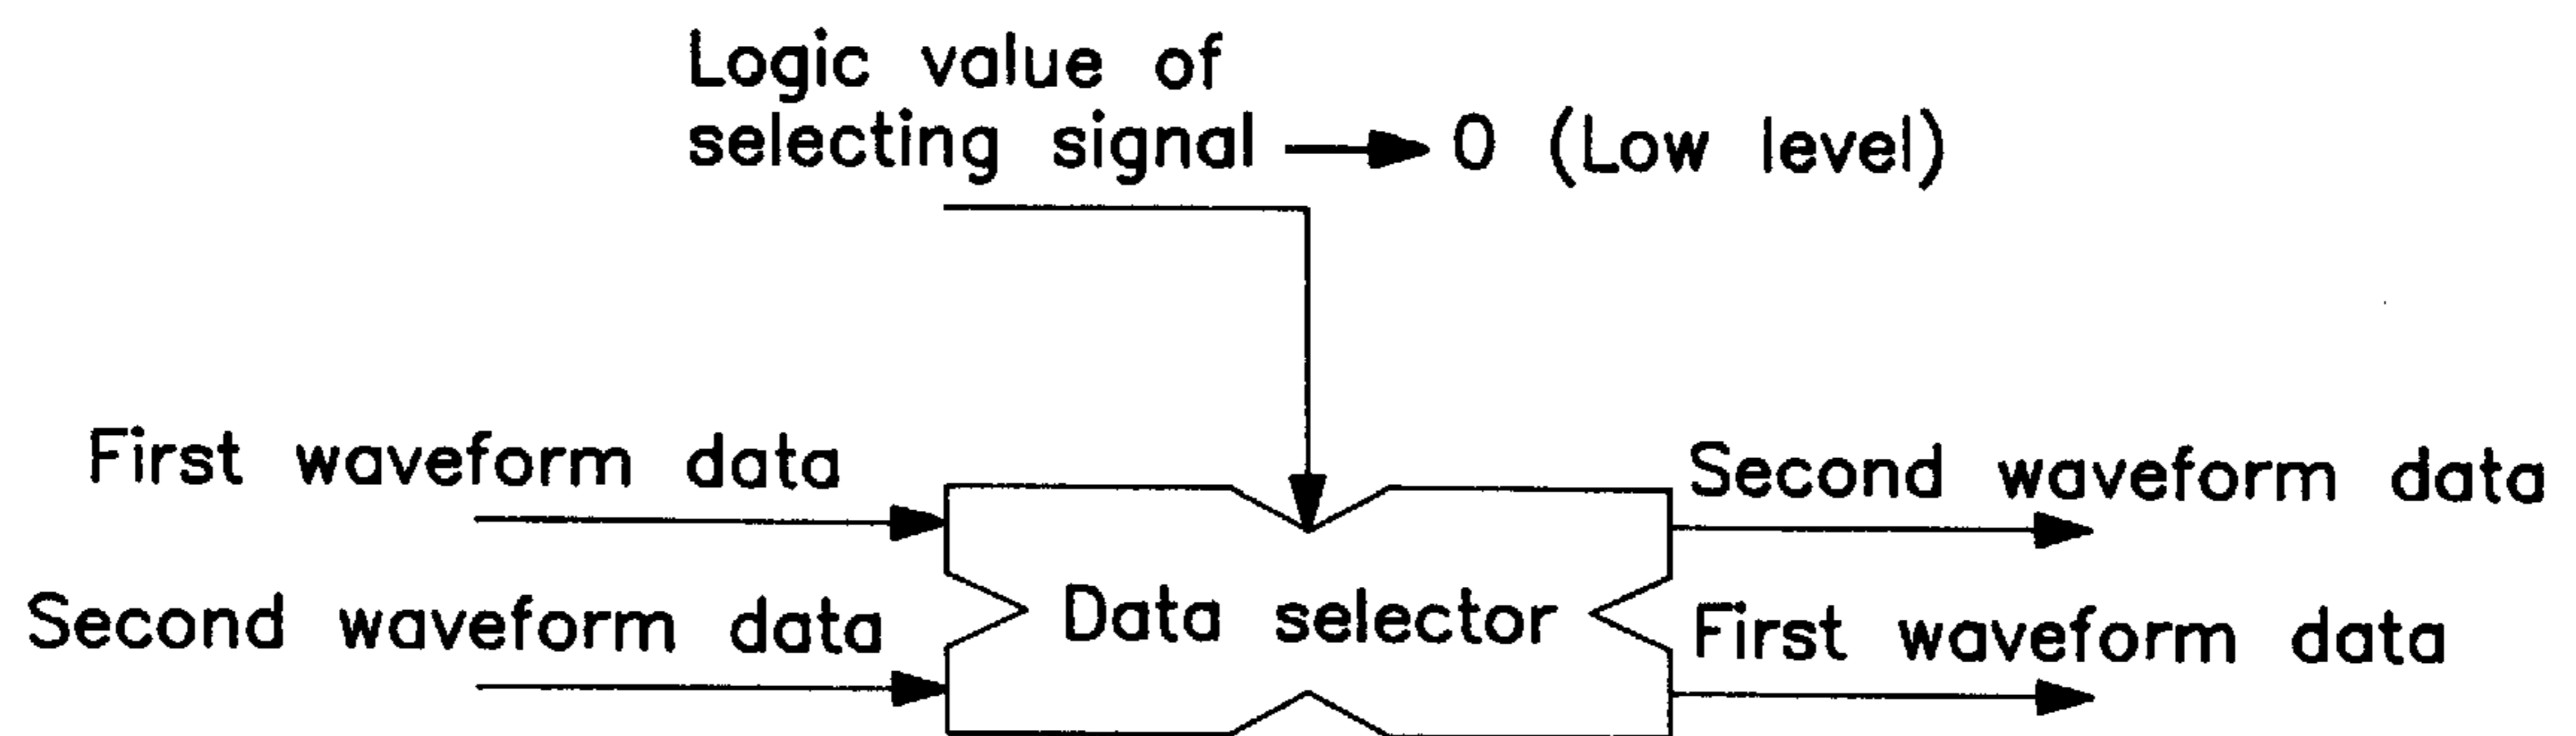 Logic value of
selecting signal → 0 (Low level)
First waveform data
Second waveform data
Second waveform data
Data selector
First waveform data